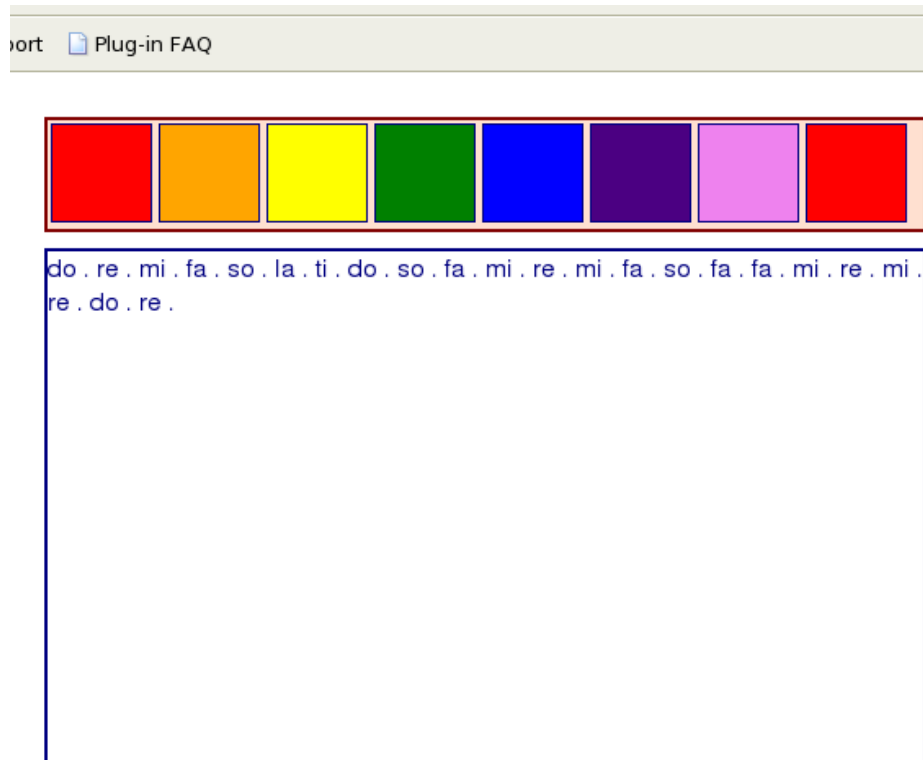 port Plug-in FAQ
do . re . mi . fa . so . la . ti . do . so . fa . mi . re . mi . fa . so . fa . fa . mi . re . mi .
re . do . re .